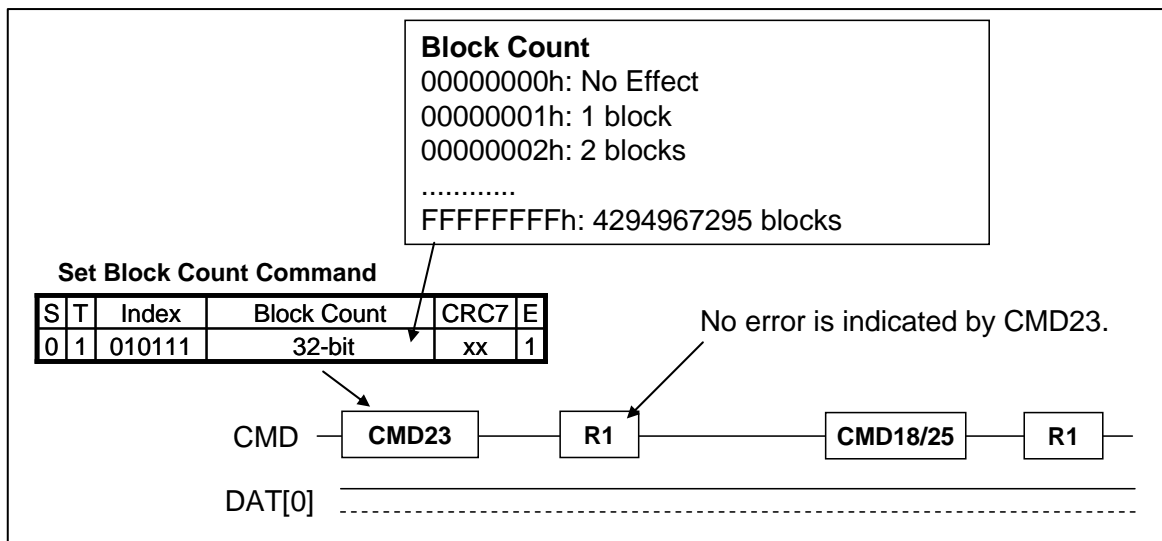 Block Count
00000000h: No Effect
00000001h: 1 block
00000002h: 2 blocks
............
FFFFFFFFh: 4294967295 blocks
Set Block Count Command
S T Index Block Count CRC7 E
0 1 010111 32-bit xx 1
No error is indicated by CMD23.
CMD CMD23 R1 CMD18/25 R1
DAT[0]